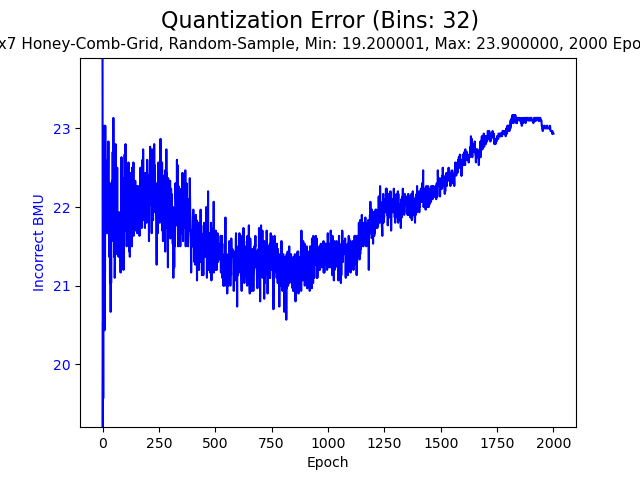 Quantization Error (Bins: 32)
x7 Honey-Comb-Grid, Random-Sample, Min: 19.200001, Max: 23.900000, 2000 Epo
23
22
21
20
Incorrect BMU
0 250 500 750 1000 1250 1500 1750 2000
Epoch